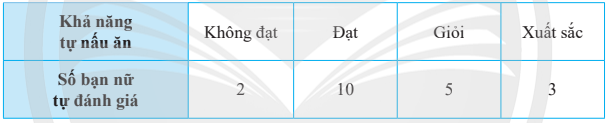 Khả năng
tự nấu ăn
Không đạt
Đạt
Giỏi
Xuất sắc
Số bạn nữ
tự đánh giá
2
10
5
3